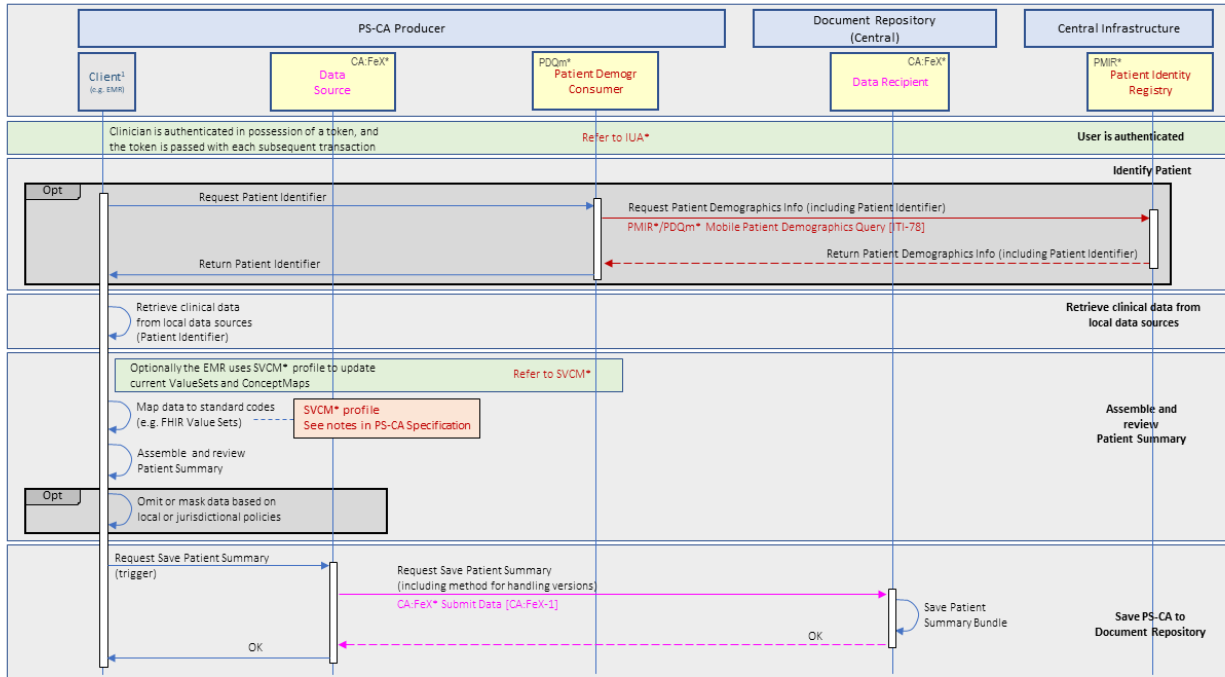 PS-CA Producer
Document Repository
(Central)
Central Infrastructure
Client¹
(e.g. EMR)
CA:FeX*
Data
Source
PDQm*
Patient Demogr
Consumer
CA:FeX*
Data Recipient
PMIR*
Patient Identity
Registry
Clinician is authenticated in possession of a token, and
the token is passed with each subsequent transaction
Refer to IUA*
User is authenticated
Identify Patient
Opt
Request Patient Identifier
Request Patient Demographics Info (including Patient Identifier)
PMIR*/PDQm* Mobile Patient Demographics Query [ITI-78]
Return Patient Demographics Info (including Patient Identifier)
Return Patient Identifier
Retrieve clinical data
from local data sources
(Patient Identifier)
Retrieve clinical data from
local data sources
Optionally the EMR uses SVCM* profile to update
current ValueSets and ConceptMaps
Refer to SVCM*
Map data to standard codes
(e.g. FHIR Value Sets)
SVCM* profile
See notes in PS-CA Specification
Assemble and
review
Patient Summary
Assemble and review
Patient Summary
Opt
Omit or mask data based on
local or jurisdictional policies
Request Save Patient Summary
(trigger)
Request Save Patient Summary
(including method for handling versions)
CA:FeX* Submit Data [CA:FeX-1]
Save Patient
Summary Bundle
Save PS-CA to
Document Repository
OK
OK